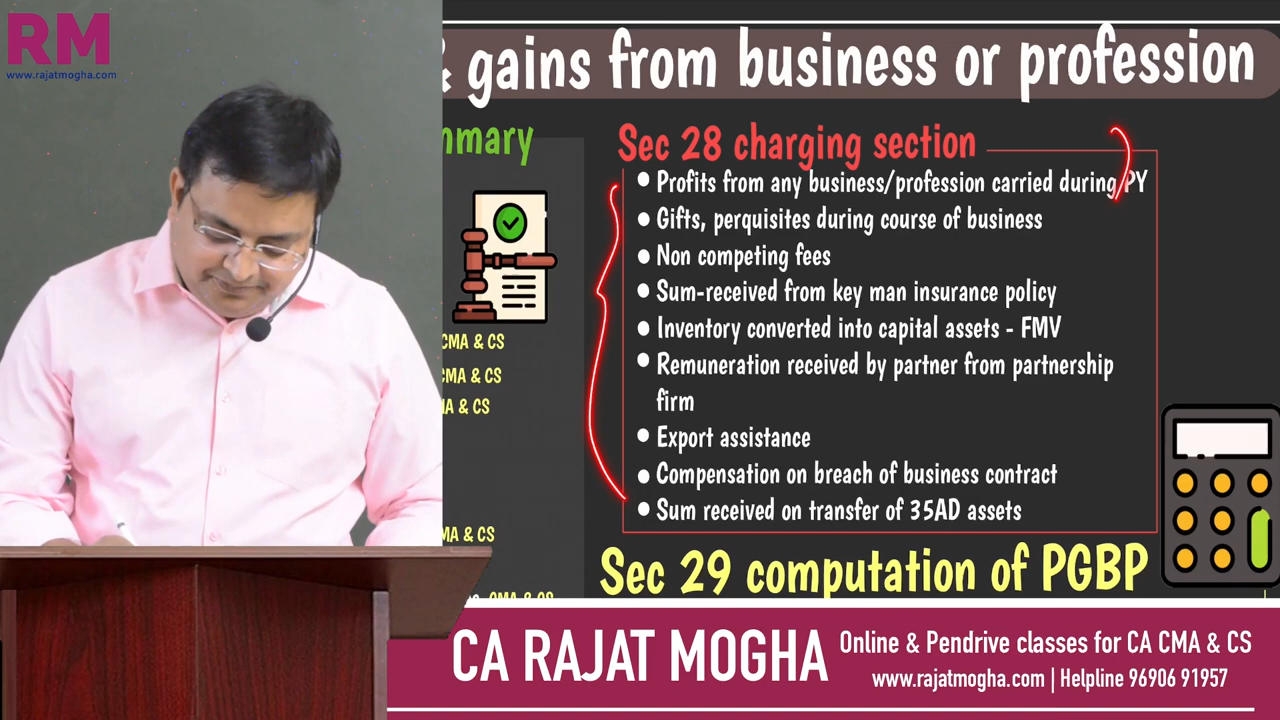 RM
www.rajatmogha.com
& gains from business or profession
mmary
CMA & CS
CMA & CS
MA & CS
MA & CS
CMA & CS
Sec 28 charging section
• Profits from any business/profession carried during PY
• Gifts, perquisites during course of business
• Non competing fees
• Sum-received from key man insurance policy
• Inventory converted into capital assets - FMV
• Remuneration received by partner from partnership
firm
• Export assistance
• Compensation on breach of business contract
• Sum received on transfer of 35AD assets
Sec 29 computation of PGBP
CA RAJAT MOGHA
Online & Pendrive classes for CA CMA & CS
www.rajatmogha.com | Helpline 96906 91957